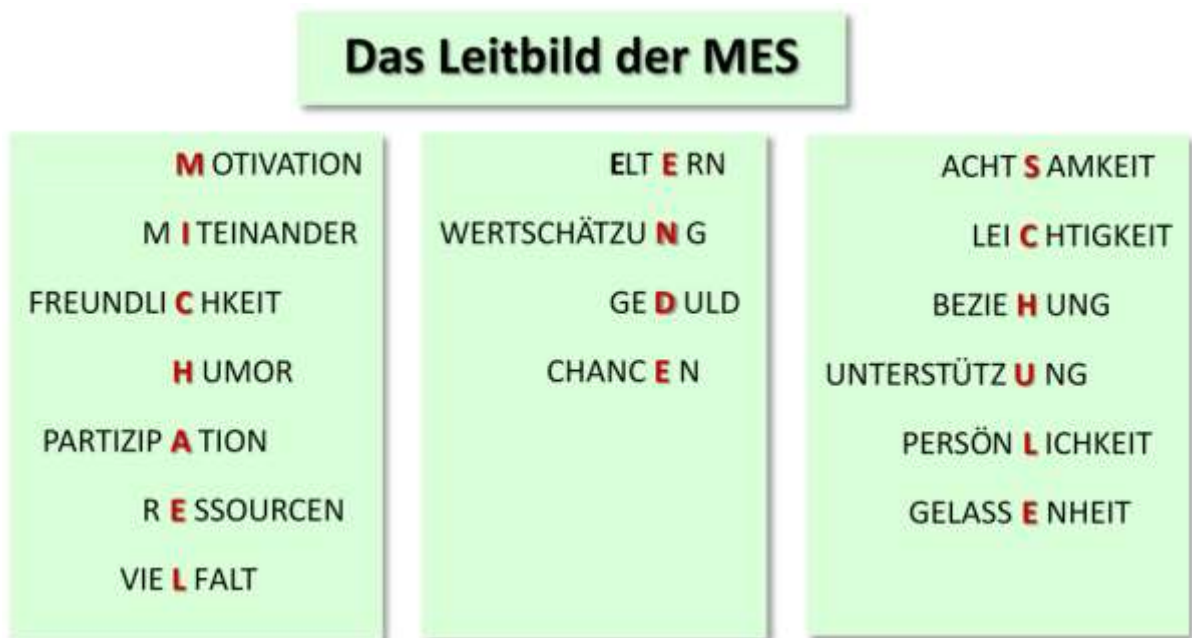 Das Leitbild der MES
MOTIVATION
MITEINANDER
FREUNDLICHKEIT
HUMOR
PARTIZIPATION
RESSOURCEN
VIELFALT
ELTERN
WERTSCHÄTZUNG
GEDULD
CHANCEN
ACHTSAMKEIT
LEICHTIGKEIT
BEZIEHUNG
UNTERSTÜTZUNG
PERSÖNLICHKEIT
GELASSENHEIT